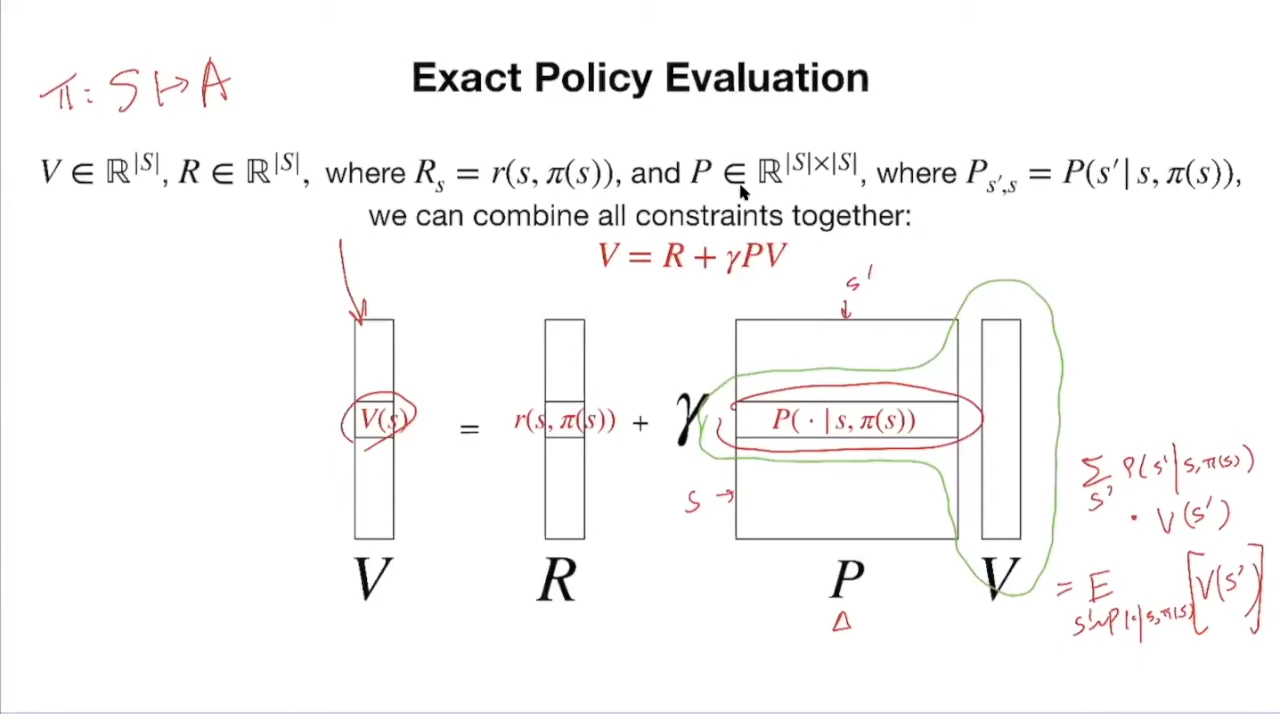 Exact Policy Evaluation
π: S ↦ A
V ∈ ℝ^|S|, R ∈ ℝ^|S|, where R_s = r(s, π(s)), and P ∈ ℝ^|S|×|S|, where P_s′,s = P(s′ | s, π(s)),
we can combine all constraints together:
V = R + γPV
s′
V(s) = r(s, π(s)) + γ P( · | s, π(s))
s →
Σ_s′ P(s′ | s, π(s))
· V(s′)
V R P V
= E_s′∼P(·|s,π(s)) [V(s′)]
Δ